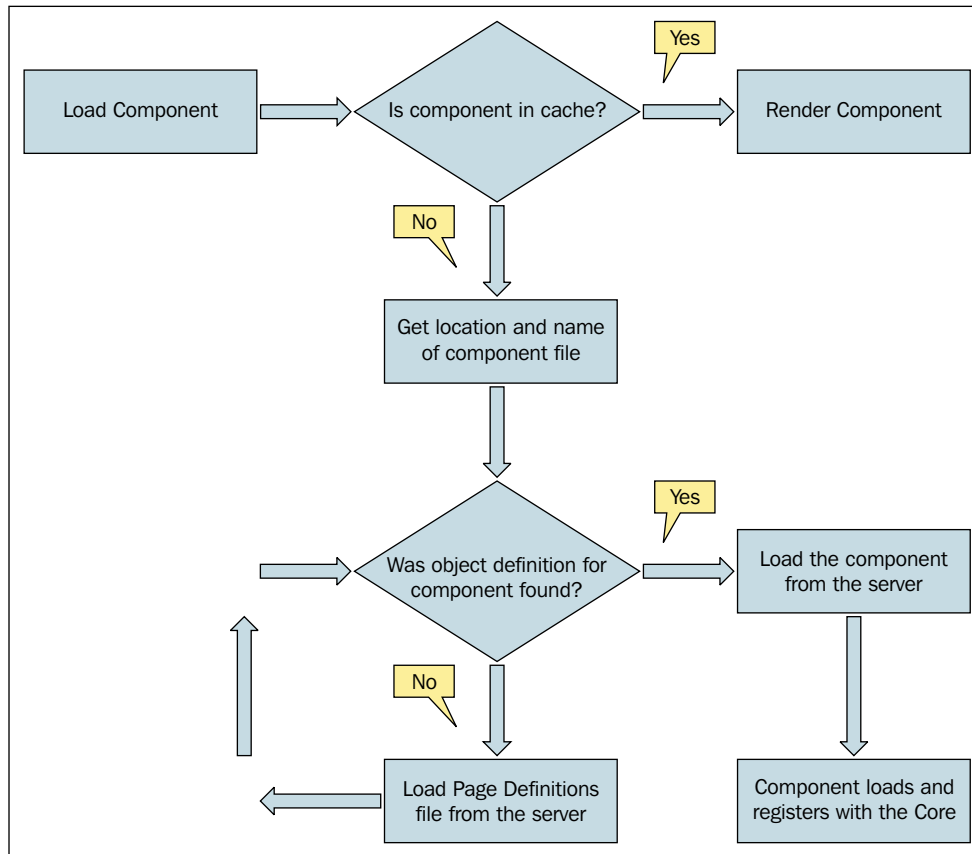 Yes
Load Component
Is component in cache?
Render Component
No
Get location and name
of component file
Yes
Was object definition for
component found?
Load the component
from the server
No
Load Page Definitions
file from the server
Component loads and
registers with the Core